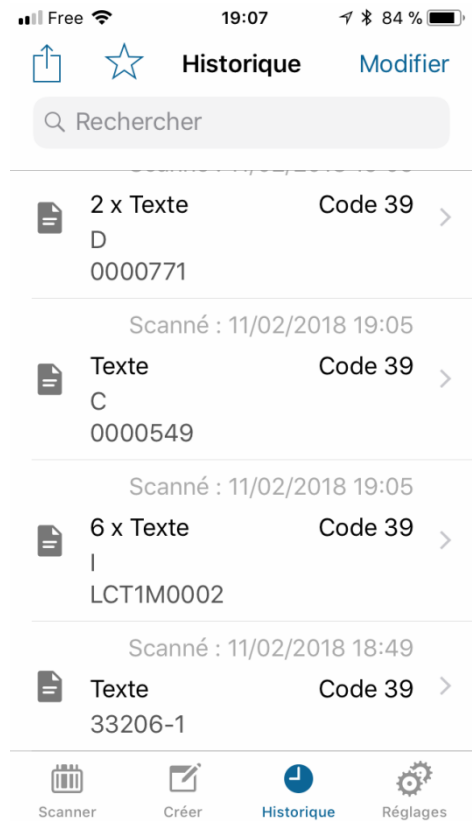 Free 19:07 84 %
Historique Modifier
Rechercher
2 x Texte Code 39
D
0000771
Scanné : 11/02/2018 19:05
Texte Code 39
C
0000549
Scanné : 11/02/2018 19:05
6 x Texte Code 39
I
LCT1M0002
Scanné : 11/02/2018 18:49
Texte Code 39
33206-1
Scanner Créer Historique Réglages